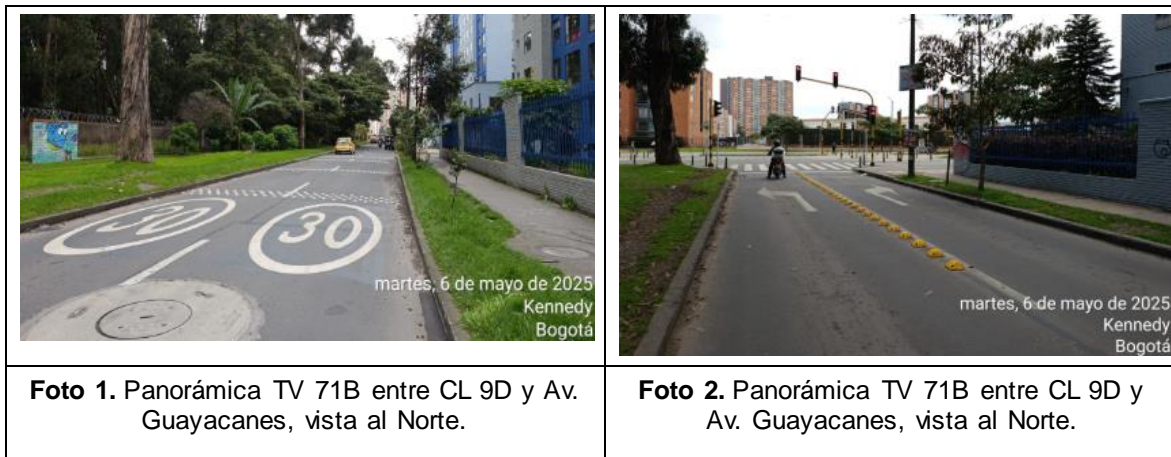 30
30
martes, 6 de mayo de 2025
Kennedy
Bogotá
martes, 6 de mayo de 2025
Kennedy
Bogotá
Foto 1. Panorámica TV 71B entre CL 9D y Av.
Guayacanes, vista al Norte.
Foto 2. Panorámica TV 71B entre CL 9D y
Av. Guayacanes, vista al Norte.